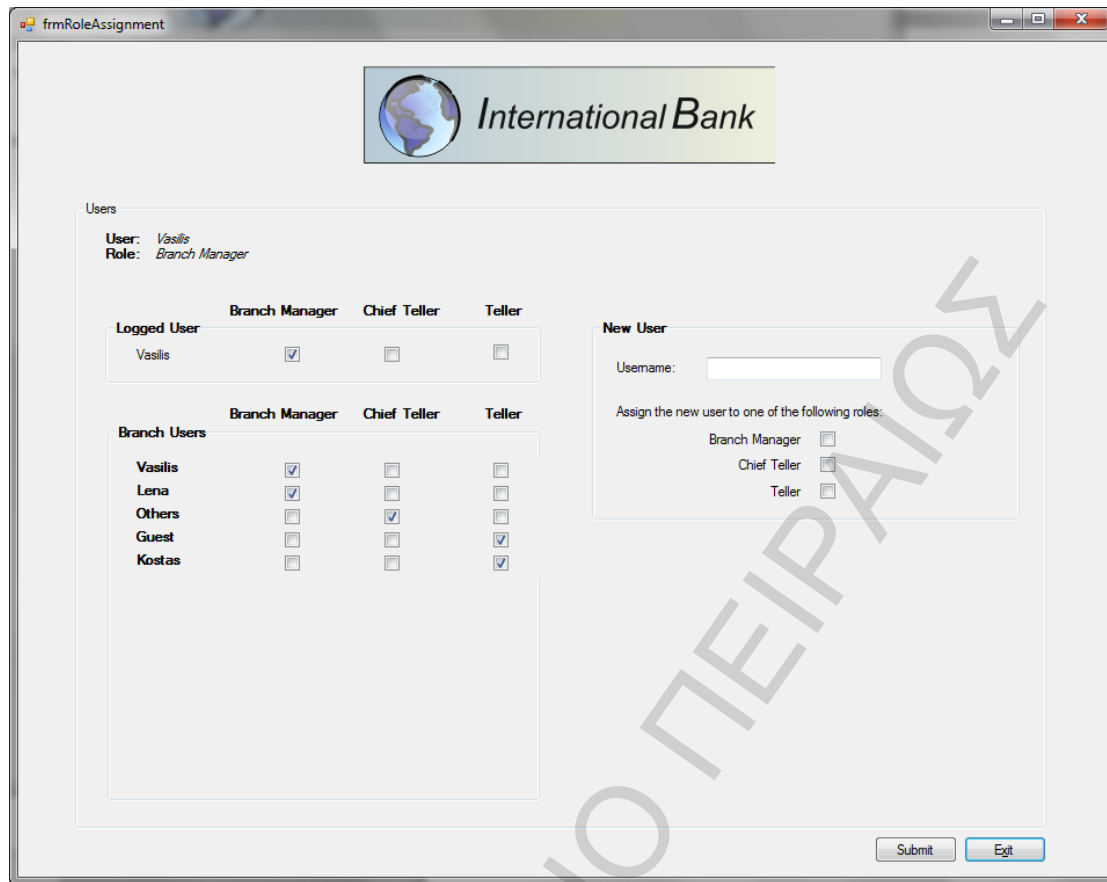 frmRoleAssignment
International Bank
Users
User: Vasilis
Role: Branch Manager
Branch Manager Chief Teller Teller
Logged User
Vasilis
Branch Manager Chief Teller Teller
Branch Users
Vasilis
Lena
Others
Guest
Kostas
New User
Username:
Assign the new user to one of the following roles:
Branch Manager
Chief Teller
Teller
Submit Exit
ΝΟ ΠΕΙΡΑΙΩΣ